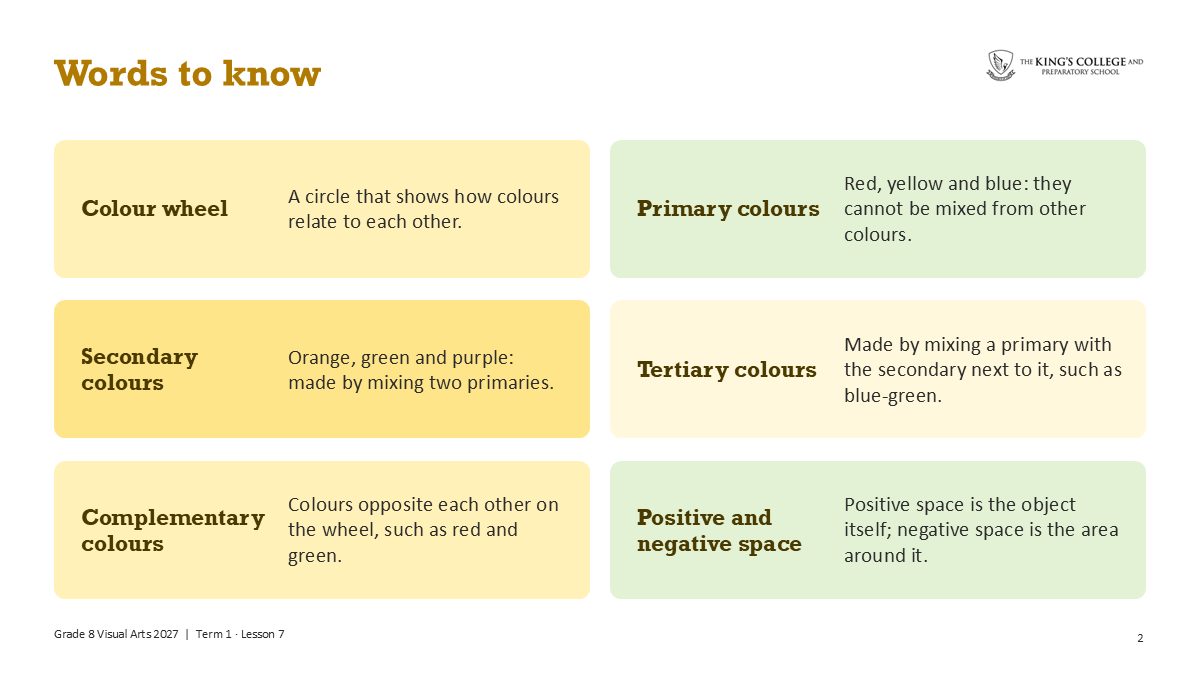 Words to know
THE KING'S COLLEGE AND
PREPARATORY SCHOOL
Colour wheel
A circle that shows how colours
relate to each other.
Primary colours
Red, yellow and blue: they
cannot be mixed from other
colours.
Secondary
colours
Orange, green and purple:
made by mixing two primaries.
Tertiary colours
Made by mixing a primary with
the secondary next to it, such as
blue-green.
Complementary
colours
Colours opposite each other on
the wheel, such as red and
green.
Positive and
negative space
Positive space is the object
itself; negative space is the area
around it.
Grade 8 Visual Arts 2027 | Term 1 · Lesson 7
2